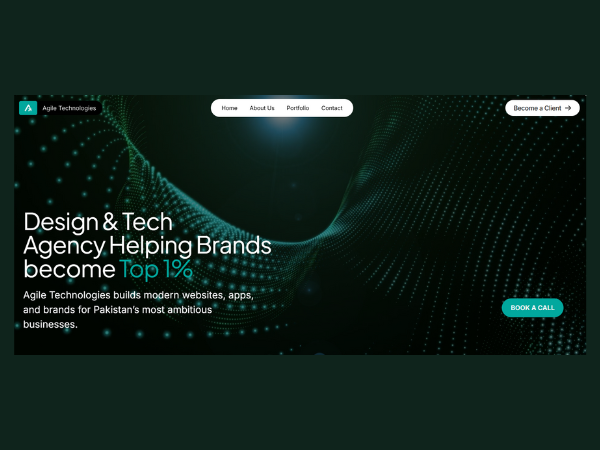 Agile Technologies
Home About Us Portfolio Contact
Become a Client →
Design & Tech
Agency Helping Brands
become Top 1%
Agile Technologies builds modern websites, apps,
and brands for Pakistan's most ambitious
businesses.
BOOK A CALL